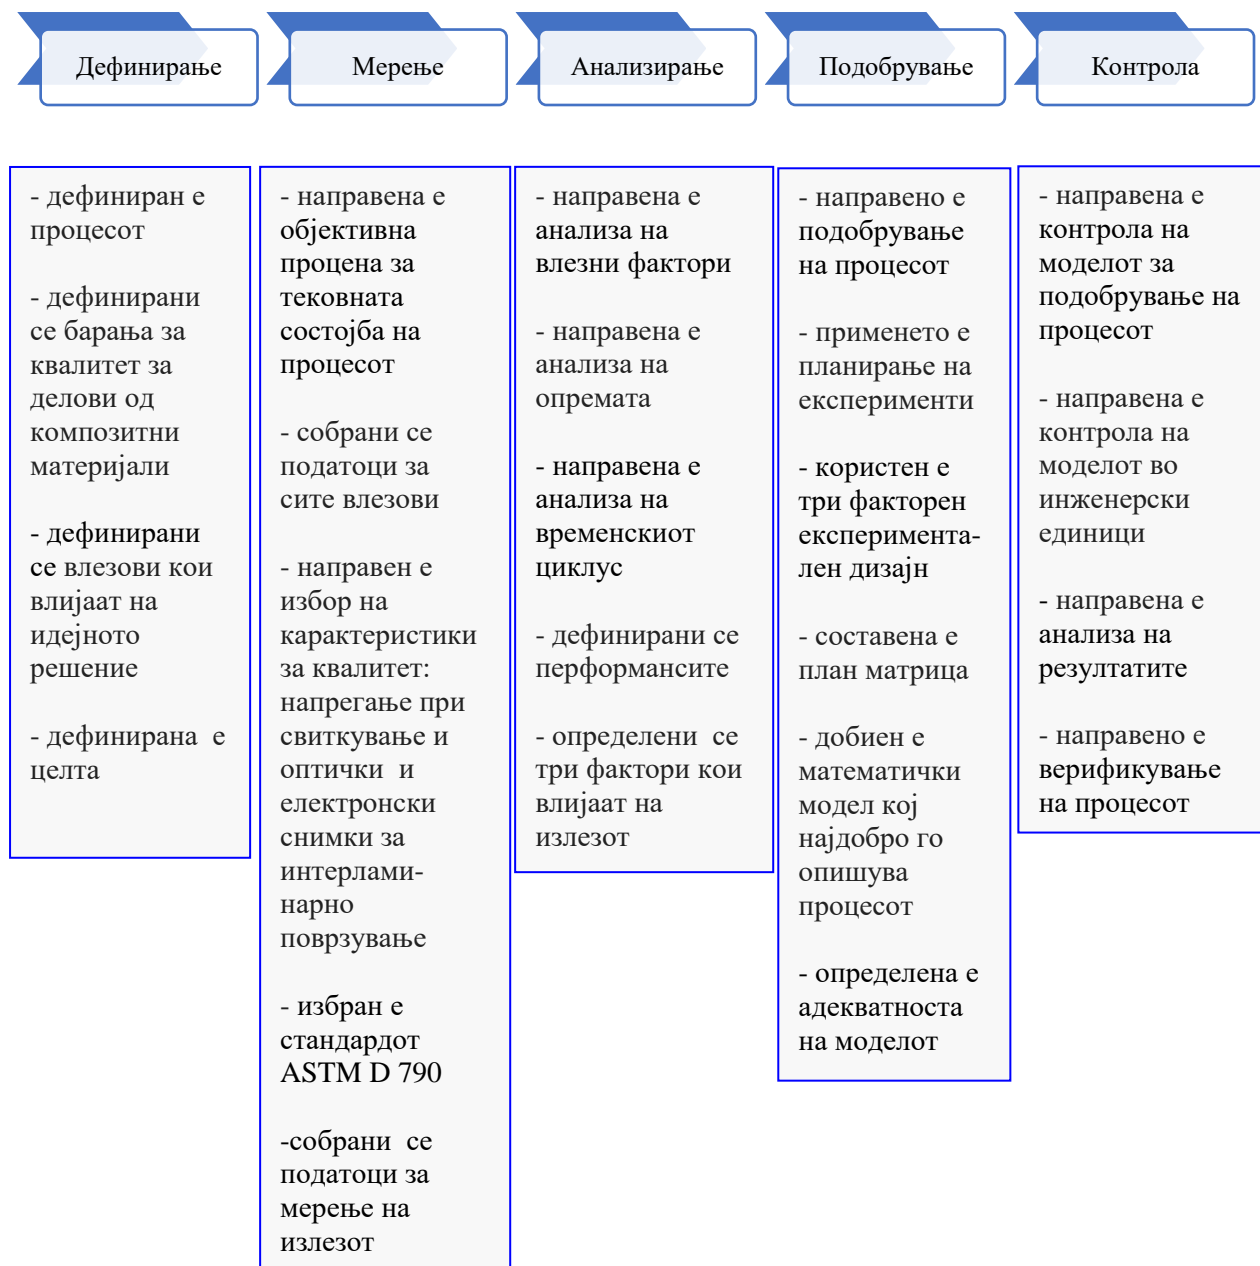 Дефинирање
Мерење
Анализирање
Подобрување
Контрола
- дефиниран е
процесот
- дефинирани
се барања за
квалитет за
делови од
композитни
материјали
- дефинирани
се влезови кои
влијаат на
идејното
решение
- дефинирана е
целта
- направена е
објективна
процена за
тековната
состојба на
процесот
- собрани се
податоци за
сите влезови
- направен е
избор на
карактеристики
за квалитет:
напрегање при
свиткување и
оптички и
електронски
снимки за
интерлами-
нарно
поврзување
- избран е
стандардот
ASTM D 790
-собрани се
податоци за
мерење на
излезот
- направена е
анализа на
влезни фактори
- направена е
анализа на
опремата
- направена е
анализа на
временскиот
циклус
- дефинирани се
перформансите
- определени се
три фактори кои
влијаат на
излезот
- направено е
подобрување
на процесот
- применето е
планирање на
експерименти
- користен е
три факторен
експеримента-
лен дизајн
- составена е
план матрица
- добиен е
математички
модел кој
најдобро го
опишува
процесот
- определена е
адекватноста
на моделот
- направена е
контрола на
моделот за
подобрување на
процесот
- направена е
контрола на
моделот во
инженерски
единици
- направена е
анализа на
резултатите
- направено е
верификување
на процесот